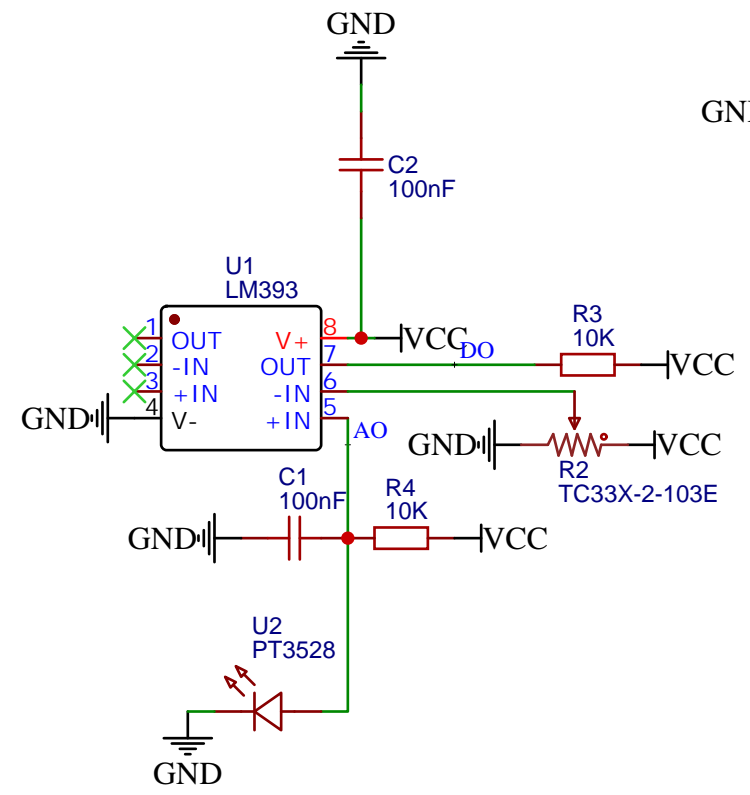 GND
GN
C2
100nF
U1
LM393
1
OUT
2
-IN
3
+IN
4
V-
8
V+
7
OUT
6
-IN
5
+IN
VCC
DO
R3
10K
VCC
GND
AO
GND
VCC
R2
TC33X-2-103E
C1
100nF
R4
10K
GND
VCC
U2
PT3528
GND